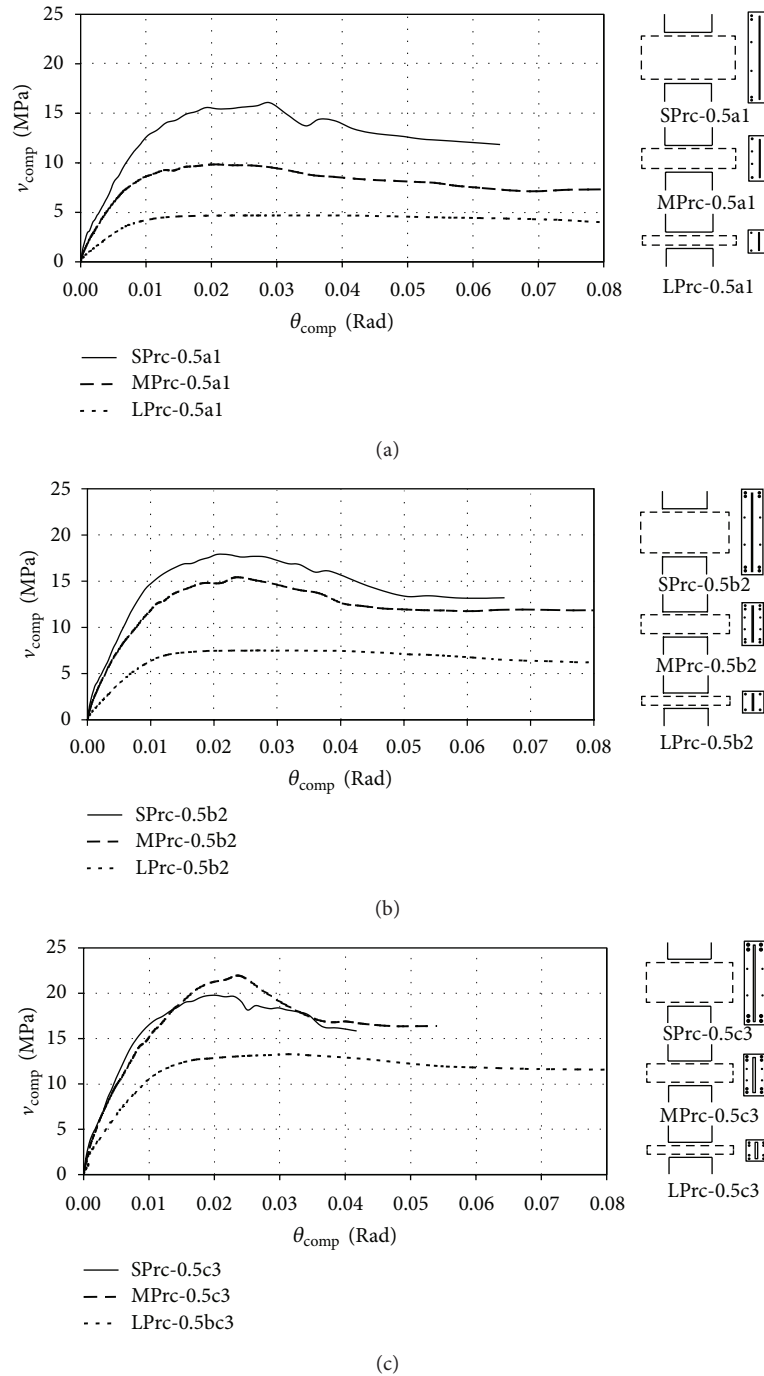 25
20
15
10
5
0
v_comp (MPa)
0.00 0.01 0.02 0.03 0.04 0.05 0.06 0.07 0.08
θ_comp (Rad)
SPrc-0.5a1
MPrc-0.5a1
LPrc-0.5a1
SPrc-0.5a1
MPrc-0.5a1
LPrc-0.5a1
(a)
25
20
15
10
5
0
v_comp (MPa)
0.00 0.01 0.02 0.03 0.04 0.05 0.06 0.07 0.08
θ_comp (Rad)
SPrc-0.5b2
MPrc-0.5b2
LPrc-0.5b2
SPrc-0.5b2
MPrc-0.5b2
LPrc-0.5b2
(b)
25
20
15
10
5
0
v_comp (MPa)
0.00 0.01 0.02 0.03 0.04 0.05 0.06 0.07 0.08
θ_comp (Rad)
SPrc-0.5c3
MPrc-0.5c3
LPrc-0.5c3
SPrc-0.5c3
MPrc-0.5c3
LPrc-0.5bc3
(c)